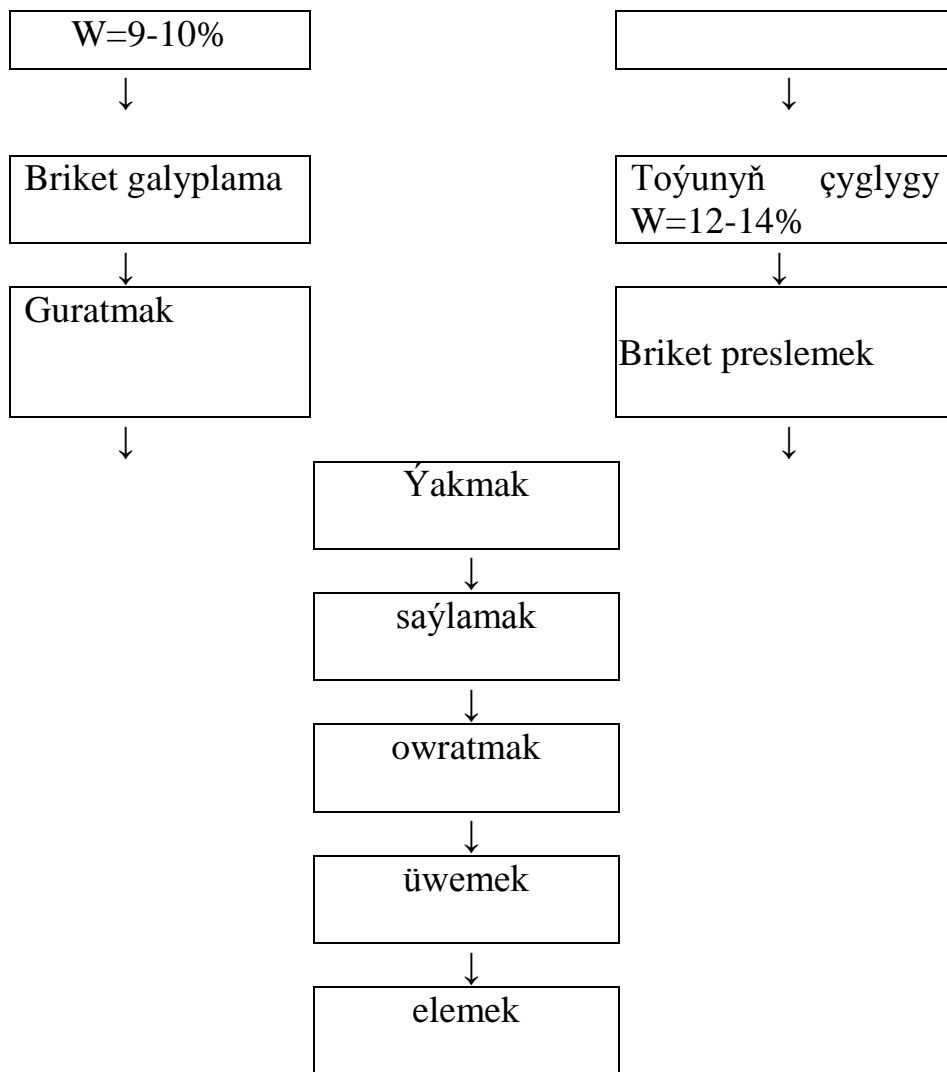 W=9-10%
↓
↓
Briket galyplama
Toýunyň çyglygy
W=12-14%
↓
↓
Guratmak
Briket preslemek
↓
↓
Ýakmak
↓
saýlamak
↓
owratmak
↓
üwemek
↓
elemek